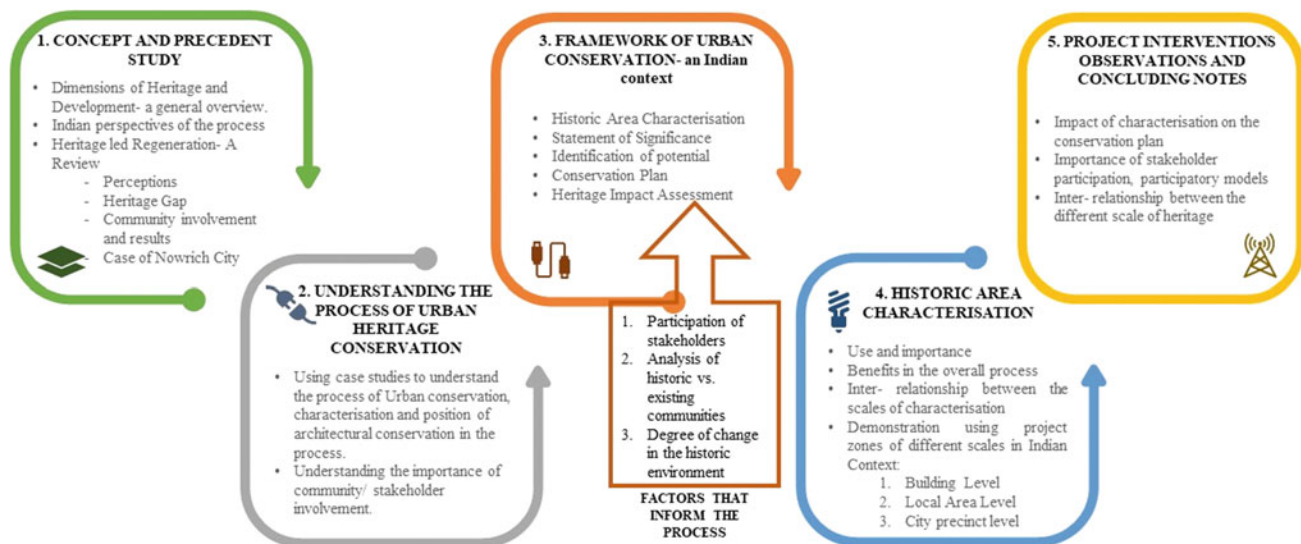 1. CONCEPT AND PRECEDENT
STUDY
• Dimensions of Heritage and
Development- a general overview.
• Indian perspectives of the process
• Heritage led Regeneration- A
Review
- Perceptions
- Heritage Gap
- Community involvement
and results
- Case of Nowrich City
2. UNDERSTANDING THE
PROCESS OF URBAN
HERITAGE
CONSERVATION
• Using case studies to understand
the process of Urban conservation,
characterisation and position of
architectural conservation in the
process.
• Understanding the importance of
community/ stakeholder
involvement.
3. FRAMEWORK OF URBAN
CONSERVATION- an Indian
context
• Historic Area Characterisation
• Statement of Significance
• Identification of potential
• Conservation Plan
• Heritage Impact Assessment
1. Participation of
stakeholders
2. Analysis of
historic vs.
existing
communities
3. Degree of change
in the historic
environment
FACTORS THAT
INFORM THE
PROCESS
4. HISTORIC AREA
CHARACTERISATION
• Use and importance
• Benefits in the overall process
• Inter- relationship between the
scales of characterisation
• Demonstration using project
zones of different scales in Indian
Context:
1. Building Level
2. Local Area Level
3. City precinct level
5. PROJECT INTERVENTIONS
OBSERVATIONS AND
CONCLUDING NOTES
• Impact of characterisation on the
conservation plan
• Importance of stakeholder
participation, participatory models
• Inter- relationship between the
different scale of heritage